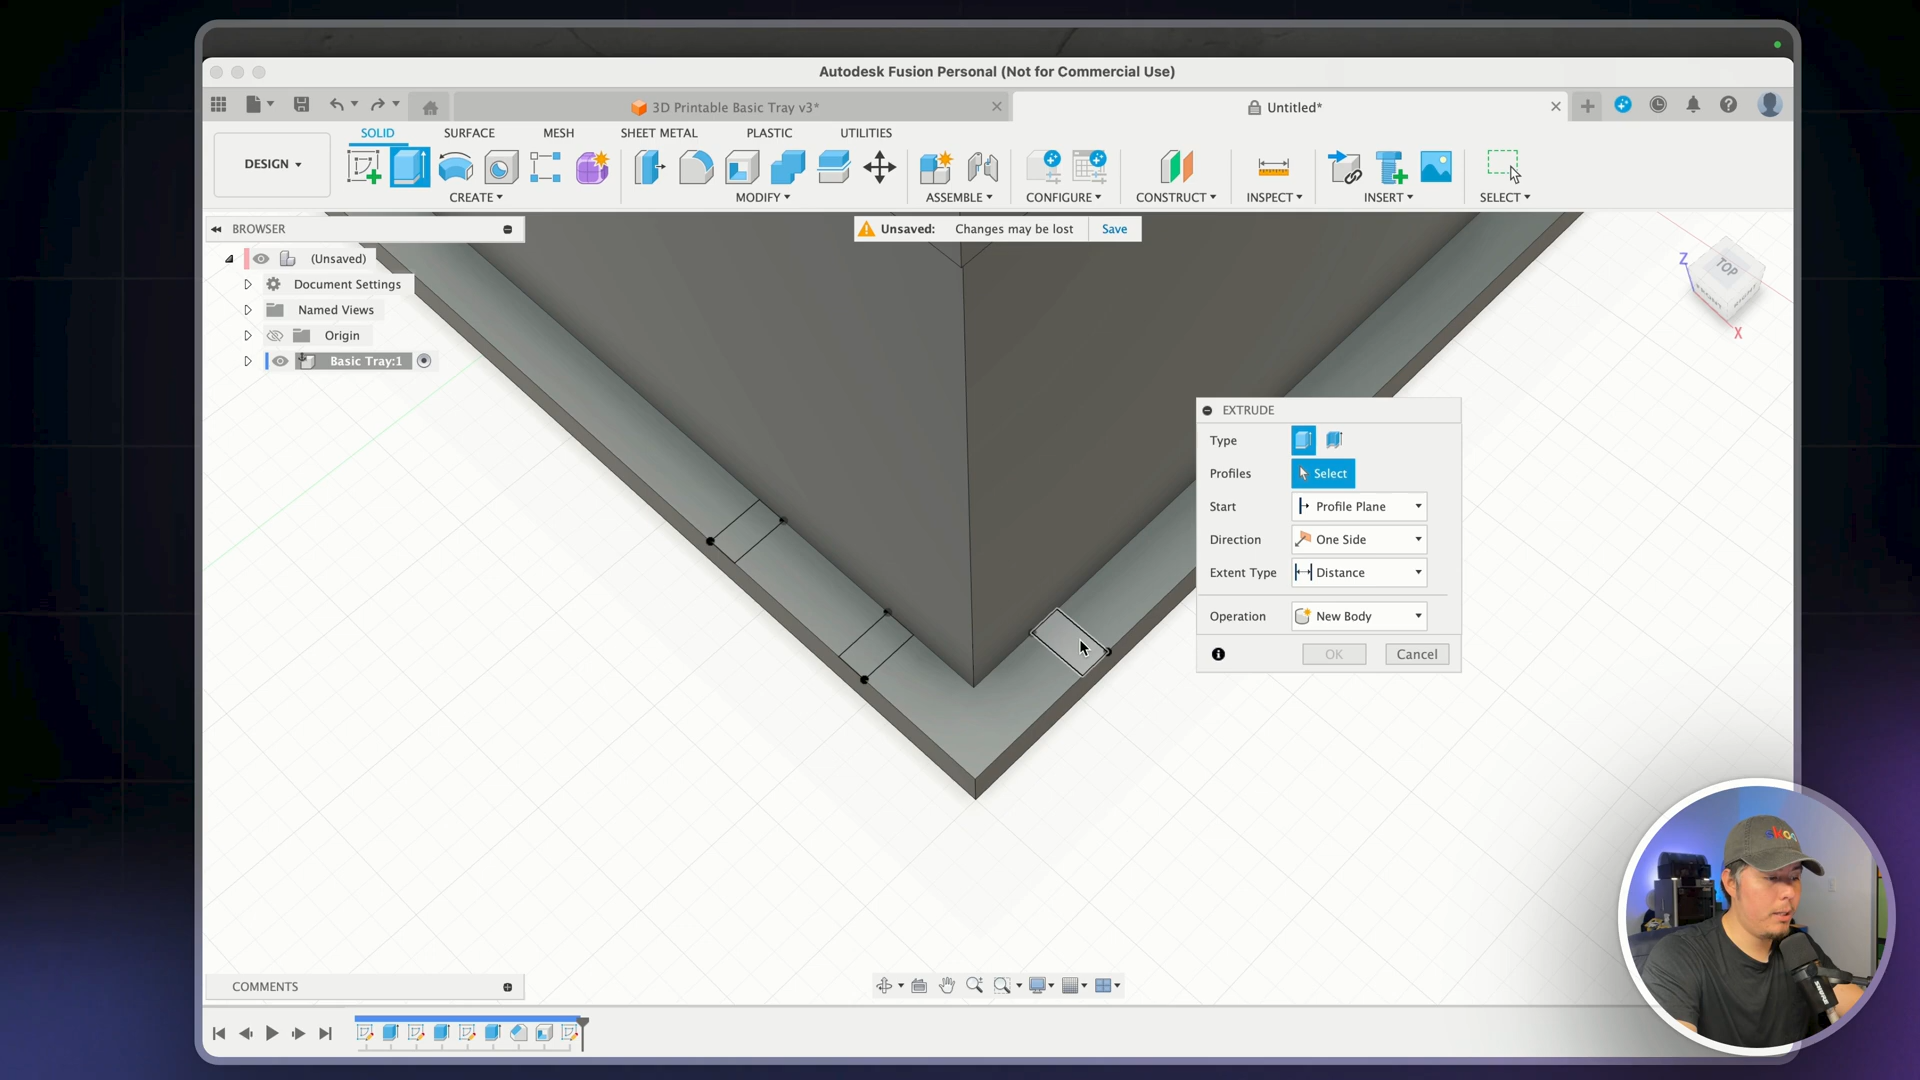 Autodesk Fusion Personal (Not for Commercial Use)
3D Printable Basic Tray v3*
Untitled*
DESIGN
SOLID
SURFACE
MESH
SHEET METAL
PLASTIC
UTILITIES
CREATE
MODIFY
ASSEMBLE
CONFIGURE
CONSTRUCT
INSPECT
INSERT
SELECT
BROWSER
Unsaved: Changes may be lost Save
(Unsaved)
Document Settings
Named Views
Origin
Basic Tray:1
Z
TOP
FRONT
RIGHT
X
EXTRUDE
Type
Profiles Select
Start Profile Plane
Direction One Side
Extent Type Distance
Operation New Body
OK Cancel
COMMENTS